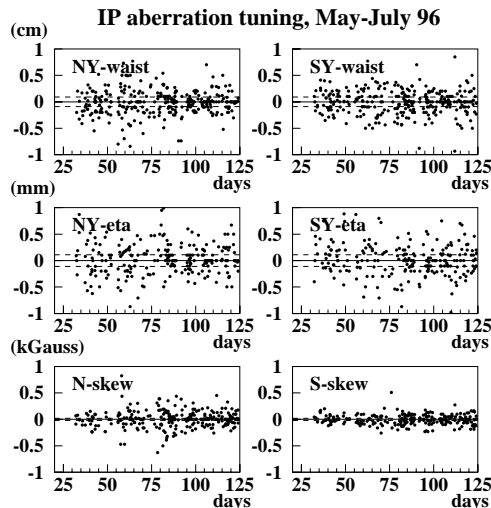 IP aberration tuning, May-July 96
(cm)
1 NY-waist
0.5
0
-0.5
-1
25 50 75 100 125
days
1 SY-waist
0.5
0
-0.5
-1
25 50 75 100 125
days
(mm)
1 NY-eta
0.5
0
-0.5
-1
25 50 75 100 125
days
1 SY-eta
0.5
0
-0.5
-1
25 50 75 100 125
days
(kGauss)
1 N-skew
0.5
0
-0.5
-1
25 50 75 100 125
days
1 S-skew
0.5
0
-0.5
-1
25 50 75 100 125
days